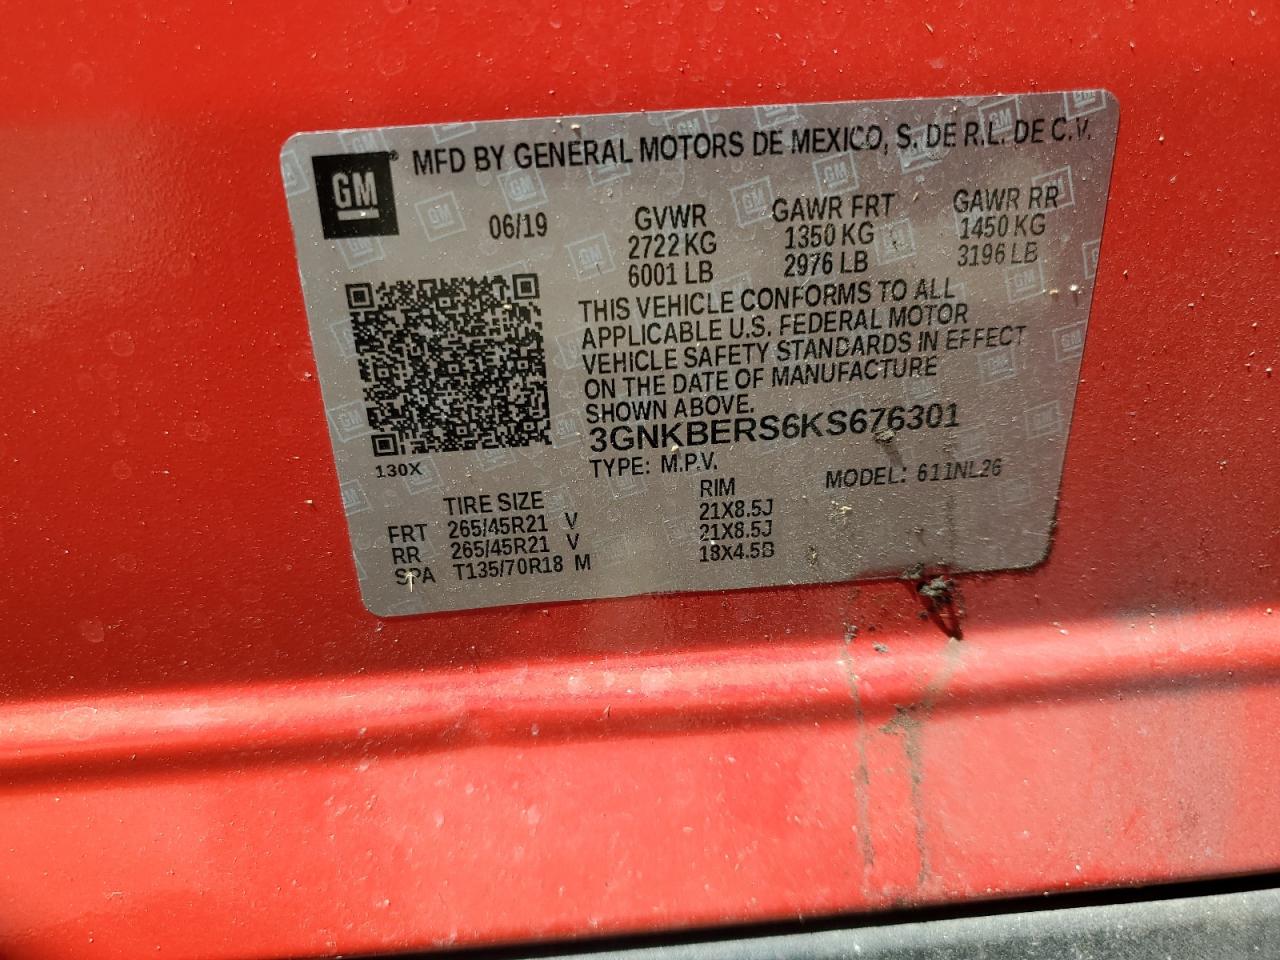 GM® MFD BY GENERAL MOTORS DE MEXICO, S. DE R.L. DE C.V.
06/19
GVWR GAWR FRT GAWR RR
2722 KG 1350 KG 1450 KG
6001 LB 2976 LB 3196 LB
THIS VEHICLE CONFORMS TO ALL
APPLICABLE U.S. FEDERAL MOTOR
VEHICLE SAFETY STANDARDS IN EFFECT
ON THE DATE OF MANUFACTURE
SHOWN ABOVE.
3GNKBERS6KS676301
130X
TYPE: M.P.V. MODEL: 611NL26
TIRE SIZE RIM
FRT 265/45R21 V 21X8.5J
RR 265/45R21 V 21X8.5J
SPA T135/70R18 M 18X4.5B